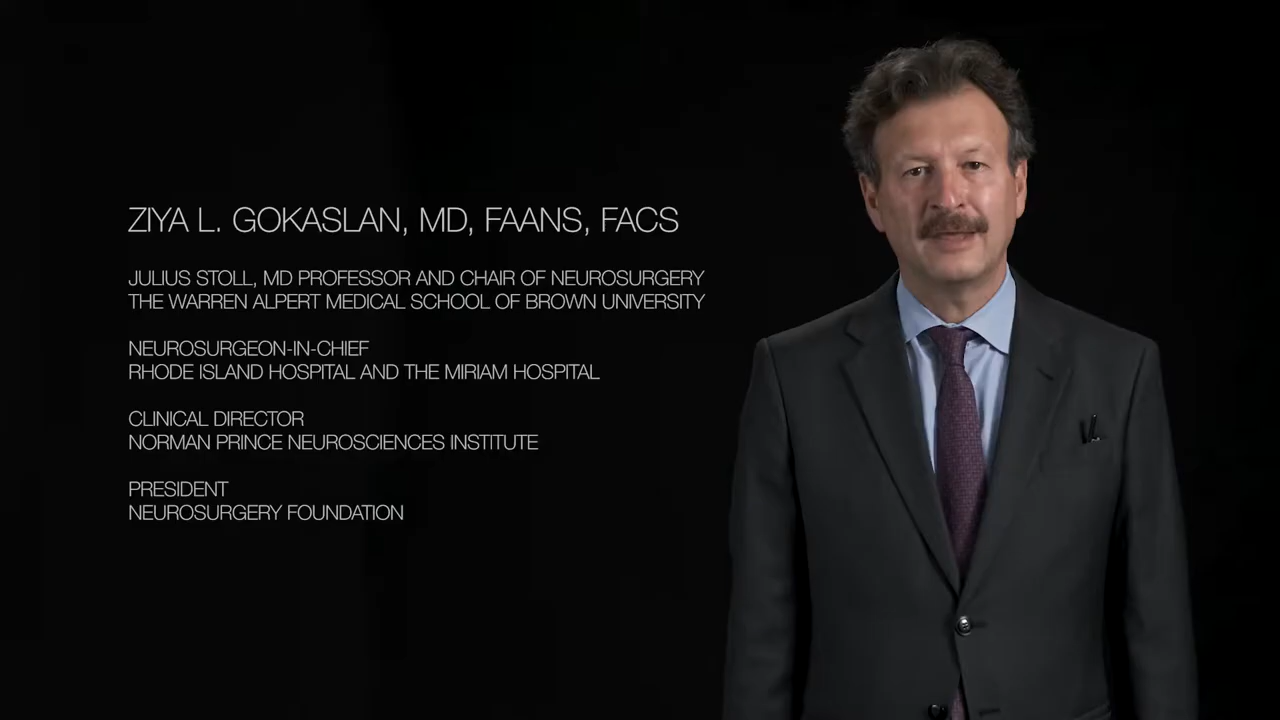 ZIYA L. GOKASLAN, MD, FAANS, FACS
JULIUS STOLL, MD PROFESSOR AND CHAIR OF NEUROSURGERY
THE WARREN ALPERT MEDICAL SCHOOL OF BROWN UNIVERSITY
NEUROSURGEON-IN-CHIEF
RHODE ISLAND HOSPITAL AND THE MIRIAM HOSPITAL
CLINICAL DIRECTOR
NORMAN PRINCE NEUROSCIENCES INSTITUTE
PRESIDENT
NEUROSURGERY FOUNDATION